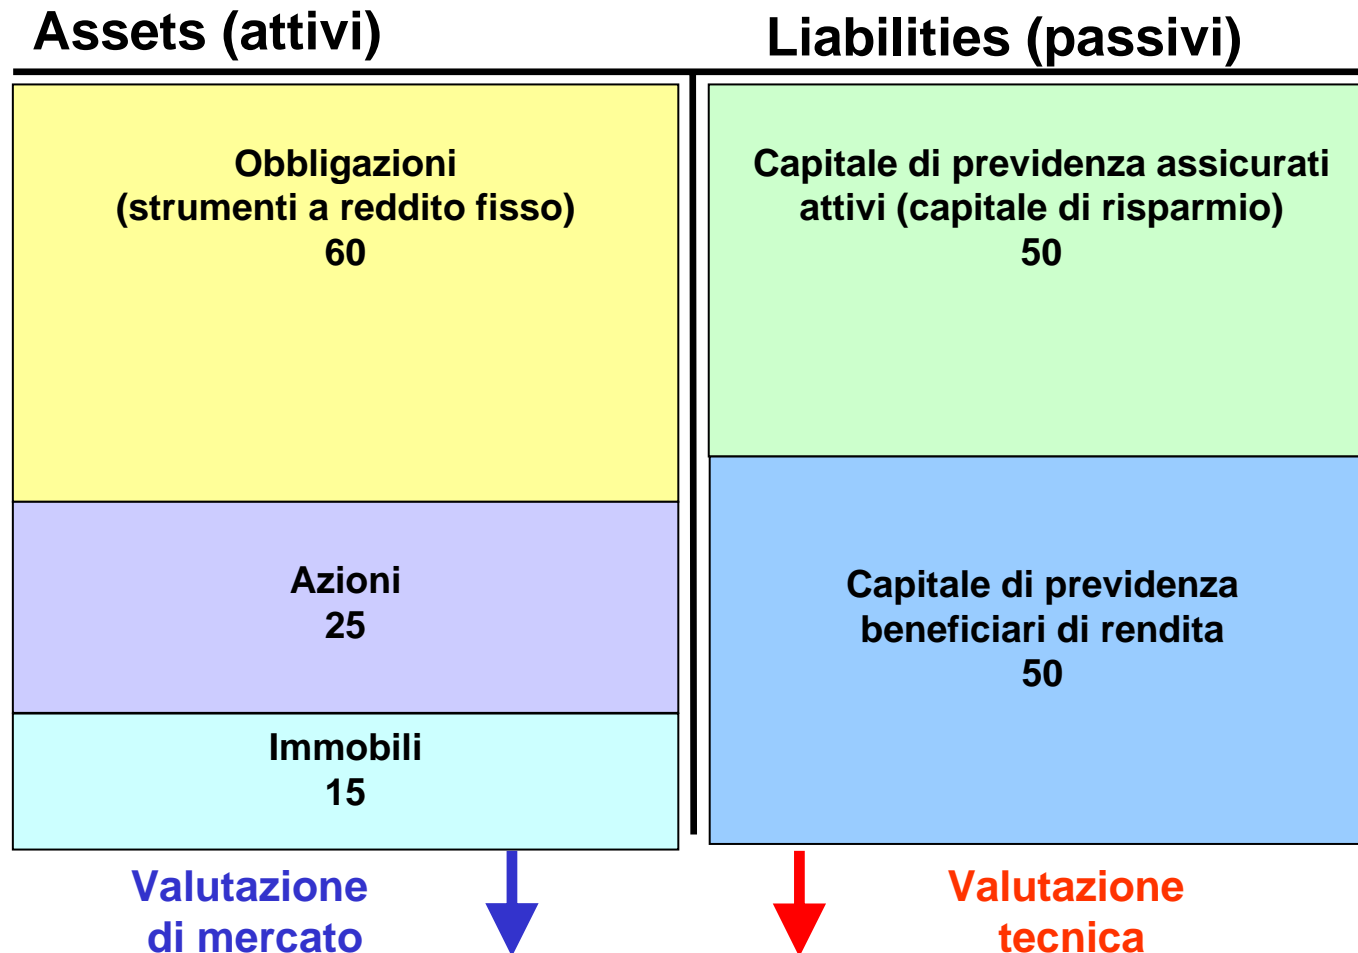 Assets (attivi)
Liabilities (passivi)
Obbligazioni
(strumenti a reddito fisso)
60
Azioni
25
Immobili
15
Capitale di previdenza assicurati
attivi (capitale di risparmio)
50
Capitale di previdenza
beneficiari di rendita
50
Valutazione
di mercato
Valutazione
tecnica